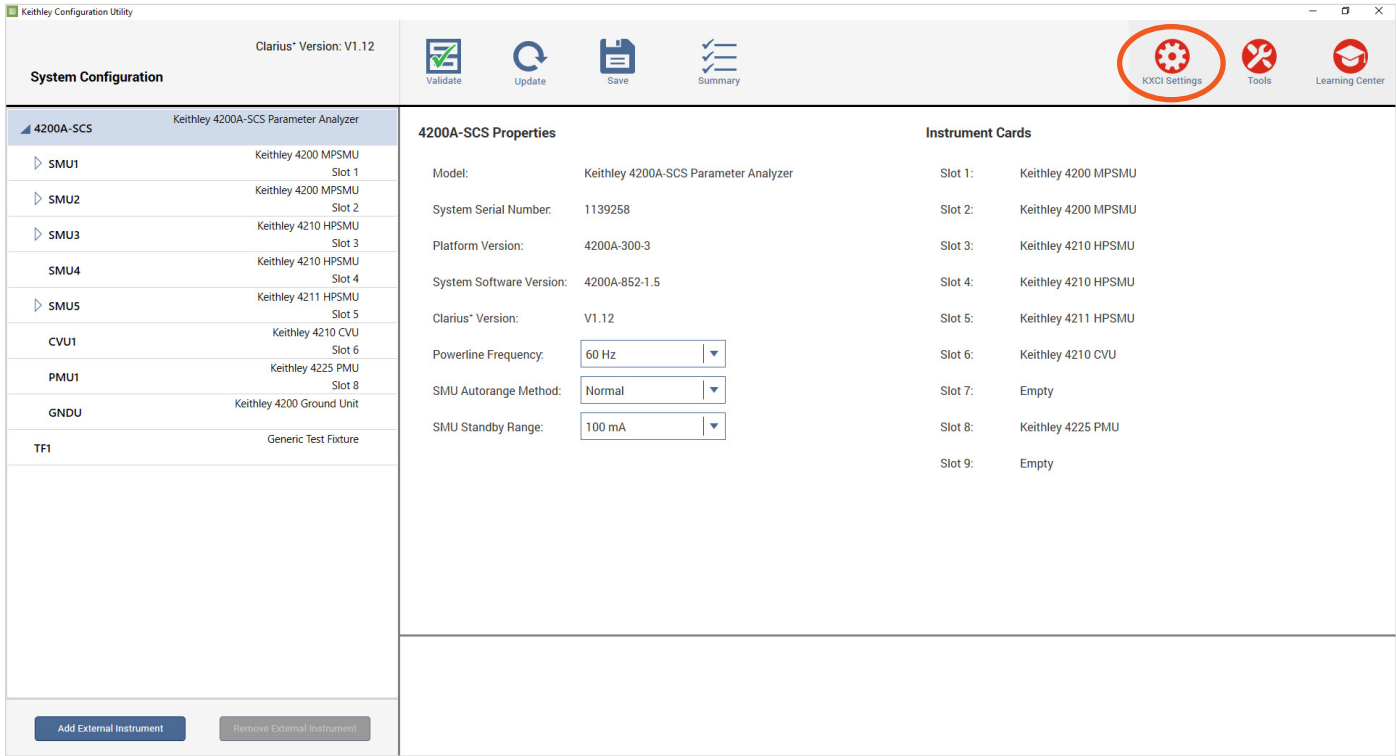 Keithley Configuration Utility
Clarius⁺ Version: V1.12
System Configuration
Validate
Update
Save
Summary
KXCI Settings
Tools
Learning Center
4200A-SCS
Keithley 4200A-SCS Parameter Analyzer
SMU1
Keithley 4200 MPSMU
Slot 1
SMU2
Keithley 4200 MPSMU
Slot 2
SMU3
Keithley 4210 HPSMU
Slot 3
SMU4
Keithley 4210 HPSMU
Slot 4
SMU5
Keithley 4211 HPSMU
Slot 5
CVU1
Keithley 4210 CVU
Slot 6
PMU1
Keithley 4225 PMU
Slot 8
GNDU
Keithley 4200 Ground Unit
TF1
Generic Test Fixture
Add External Instrument
Remove External Instrument
4200A-SCS Properties
Model: Keithley 4200A-SCS Parameter Analyzer
System Serial Number: 1139258
Platform Version: 4200A-300-3
System Software Version: 4200A-852-1.5
Clarius⁺ Version: V1.12
Powerline Frequency: 60 Hz
SMU Autorange Method: Normal
SMU Standby Range: 100 mA
Instrument Cards
Slot 1: Keithley 4200 MPSMU
Slot 2: Keithley 4200 MPSMU
Slot 3: Keithley 4210 HPSMU
Slot 4: Keithley 4210 HPSMU
Slot 5: Keithley 4211 HPSMU
Slot 6: Keithley 4210 CVU
Slot 7: Empty
Slot 8: Keithley 4225 PMU
Slot 9: Empty